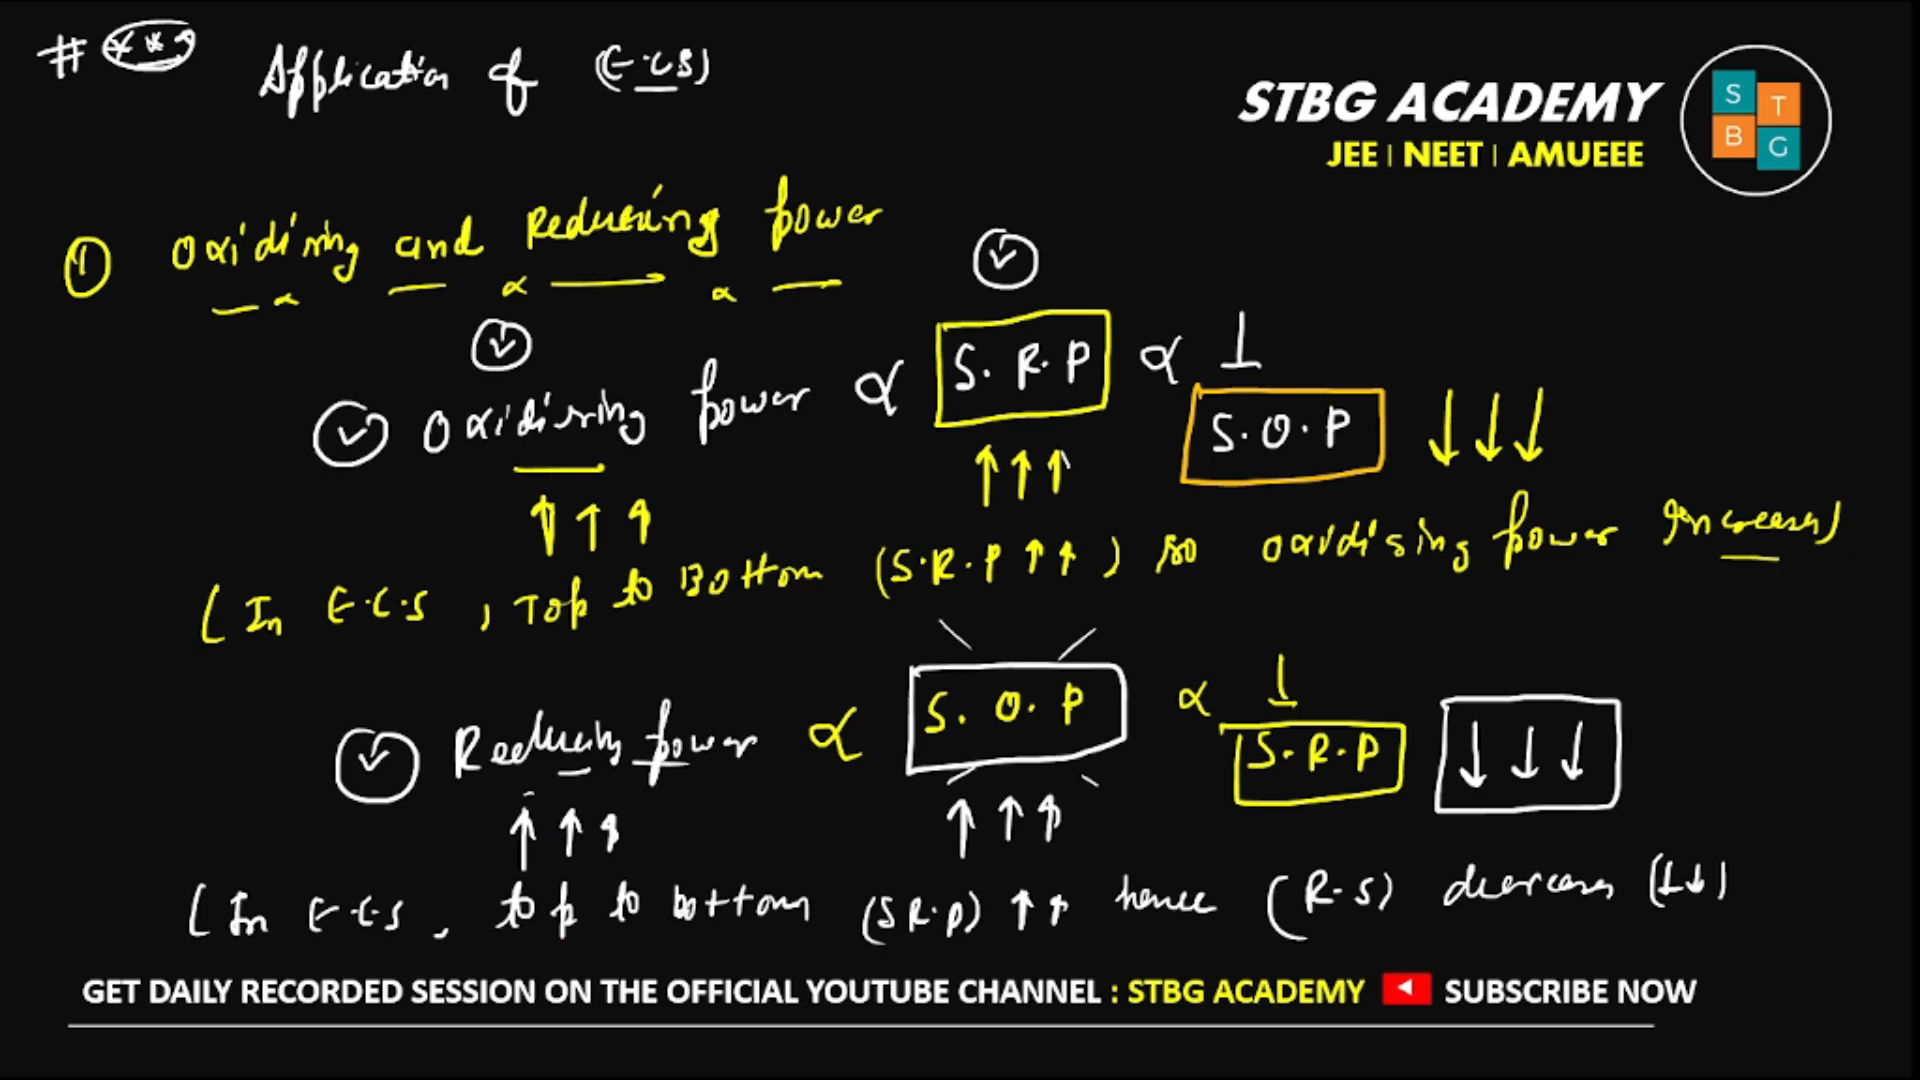 # ***
Application of (E.C.S)
STBG ACADEMY
JEE | NEET | AMUEEE
S T B G
① Oxidising and Reducing power
Oxidising power ∝ S.R.P ∝ 1
S.O.P ↓↓↓
↑↑↑ ↑↑↑
(In E.C.S, Top to Bottom (S.R.P ↑↑) so oxidising power Increases)
Reducing power ∝ S.O.P ∝ 1
S.R.P ↓↓↓
↑↑↑ ↑↑↑
(In E.C.S, top to bottom (S R.P) ↑↑ hence (R.S) decreases (↓↓)
GET DAILY RECORDED SESSION ON THE OFFICIAL YOUTUBE CHANNEL : STBG ACADEMY SUBSCRIBE NOW